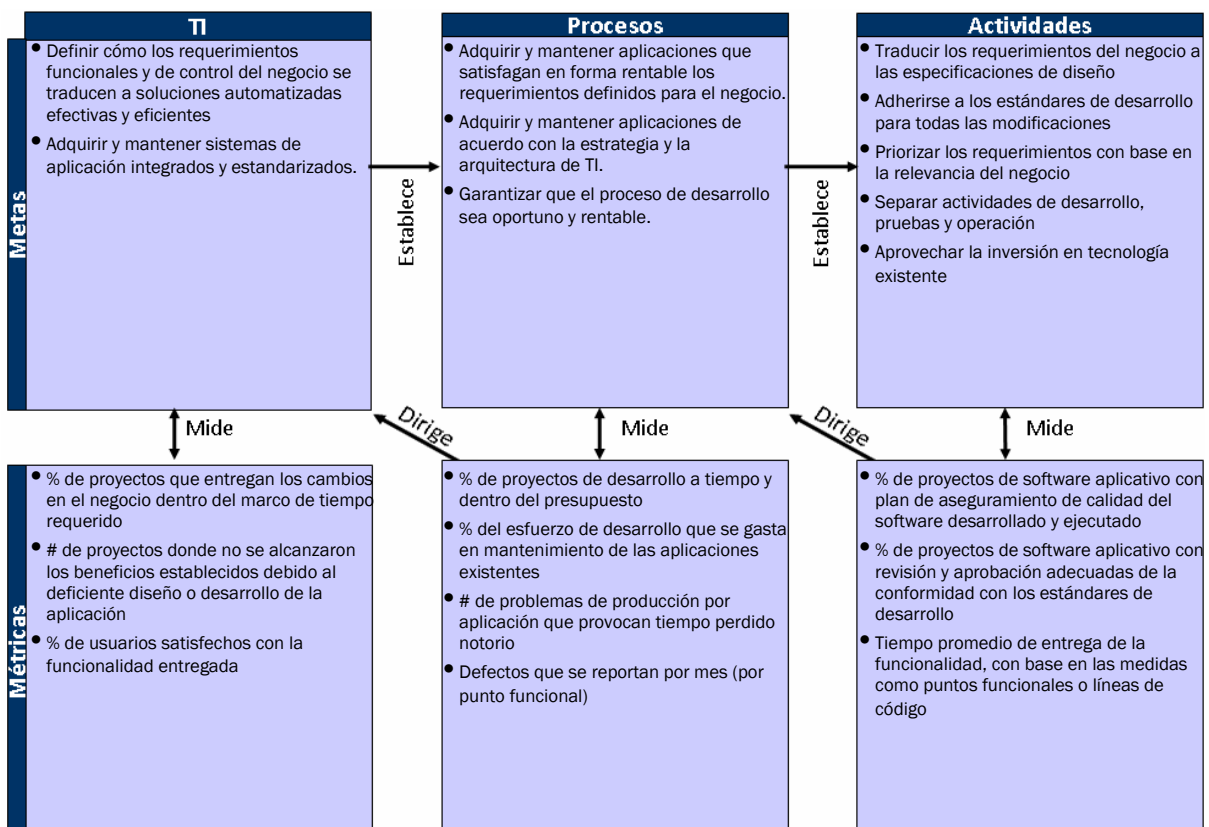 TI
Metas
• Definir cómo los requerimientos
funcionales y de control del negocio se
traducen a soluciones automatizadas
efectivas y eficientes
• Adquirir y mantener sistemas de
aplicación integrados y estandarizados.
Establece
Procesos
• Adquirir y mantener aplicaciones que
satisfagan en forma rentable los
requerimientos definidos para el negocio.
• Adquirir y mantener aplicaciones de
acuerdo con la estrategia y la
arquitectura de TI.
• Garantizar que el proceso de desarrollo
sea oportuno y rentable.
Establece
Actividades
• Traducir los requerimientos del negocio a
las especificaciones de diseño
• Adherirse a los estándares de desarrollo
para todas las modificaciones
• Priorizar los requerimientos con base en
la relevancia del negocio
• Separar actividades de desarrollo,
pruebas y operación
• Aprovechar la inversión en tecnología
existente
Mide
Dirige
Mide
Dirige
Mide
Métricas
• % de proyectos que entregan los cambios
en el negocio dentro del marco de tiempo
requerido
• # de proyectos donde no se alcanzaron
los beneficios establecidos debido al
deficiente diseño o desarrollo de la
aplicación
• % de usuarios satisfechos con la
funcionalidad entregada
• % de proyectos de desarrollo a tiempo y
dentro del presupuesto
• % del esfuerzo de desarrollo que se gasta
en mantenimiento de las aplicaciones
existentes
• # de problemas de producción por
aplicación que provocan tiempo perdido
notorio
• Defectos que se reportan por mes (por
punto funcional)
• % de proyectos de software aplicativo con
plan de aseguramiento de calidad del
software desarrollado y ejecutado
• % de proyectos de software aplicativo con
revisión y aprobación adecuadas de la
conformidad con los estándares de
desarrollo
• Tiempo promedio de entrega de la
funcionalidad, con base en las medidas
como puntos funcionales o líneas de
código